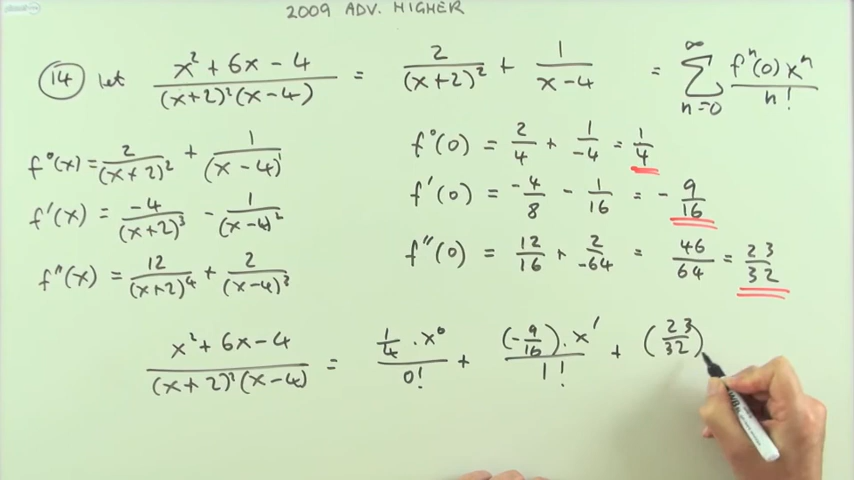 2009 ADV. HIGHER
(14) let (x² + 6x − 4)/((x+2)²(x−4)) = 2/(x+2)² + 1/(x−4) = ∑_{n=0}^{∞} fⁿ(0)xⁿ/n!
f⁰(x) = 2/(x+2)² + 1/(x−4)¹
f⁰(0) = 2/4 + 1/−4 = 1/4
f'(x) = −4/(x+2)³ − 1/(x−4)²
f'(0) = −4/8 − 1/16 = −9/16
f''(x) = 12/(x+2)⁴ + 2/(x−4)³
f''(0) = 12/16 + 2/−64 = 46/64 = 23/32
(x² + 6x − 4)/((x+2)²(x−4)) = (1/4 · x⁰)/0! + ((−9/16) · x¹)/1! + (23/32)